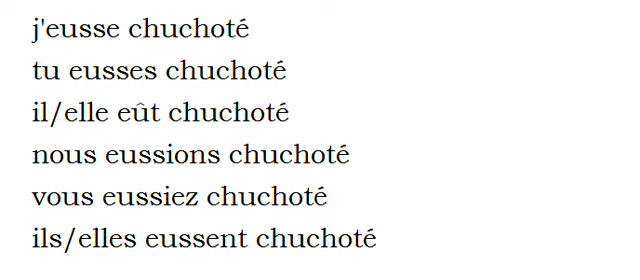 j'eusse chuchoté
tu eusses chuchoté
il/elle eût chuchoté
nous eussions chuchoté
vous eussiez chuchoté
ils/elles eussent chuchoté